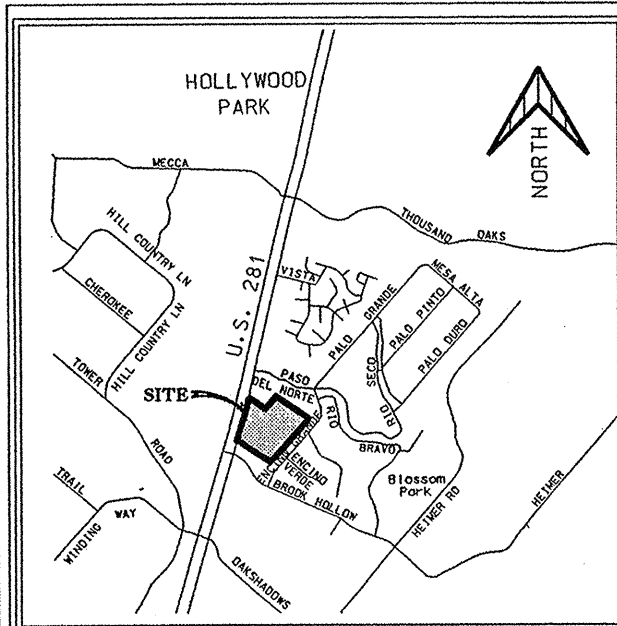 HOLLYWOOD
PARK
NORTH
MECCA
THOUSAND OAKS
HILL COUNTRY LN
CHEROKEE
HILL COUNTRY LN
U.S. 281
VISTA
MESA ALTA
PALO GRANDE
PALO PINTO
PALO DURO
SECO
RIO
TOWER
ROAD
PASO
DEL NORTE
SITE
RIO
BRAVO
ENCINO GRANDE
ENCINO
VERDE
BROOK HOLLOW
Blossom
Park
HEIMER RD
HEIMER
TRAIL
WAY
WINDING
OAKSHADOWS